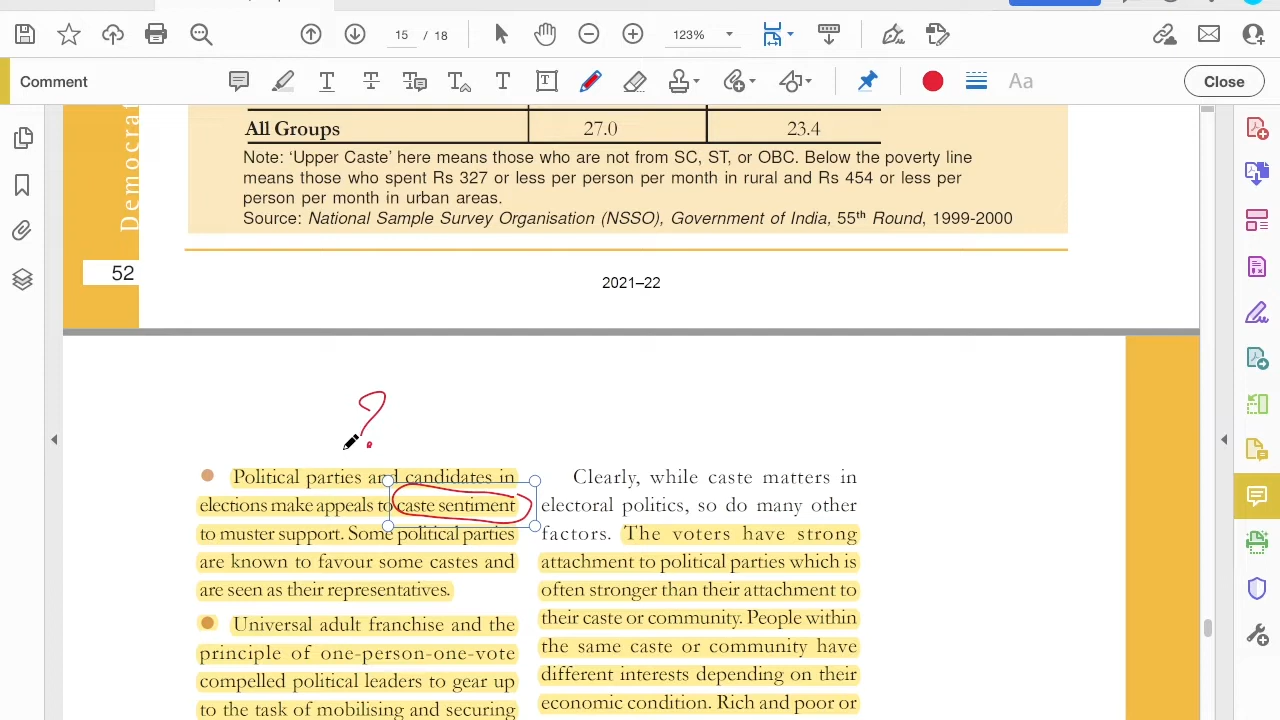 15 / 18
123%
Comment
Aa
Close
Democrat
All Groups 27.0 23.4
Note: ‘Upper Caste’ here means those who are not from SC, ST, or OBC. Below the poverty line
means those who spent Rs 327 or less per person per month in rural and Rs 454 or less per
person per month in urban areas.
Source: National Sample Survey Organisation (NSSO), Government of India, 55th Round, 1999-2000
52
2021–22
?
Political parties and candidates in
elections make appeals to caste sentiment
to muster support. Some political parties
are known to favour some castes and
are seen as their representatives.
Universal adult franchise and the
principle of one-person-one-vote
compelled political leaders to gear up
to the task of mobilising and securing
Clearly, while caste matters in
electoral politics, so do many other
factors. The voters have strong
attachment to political parties which is
often stronger than their attachment to
their caste or community. People within
the same caste or community have
different interests depending on their
economic condition. Rich and poor or